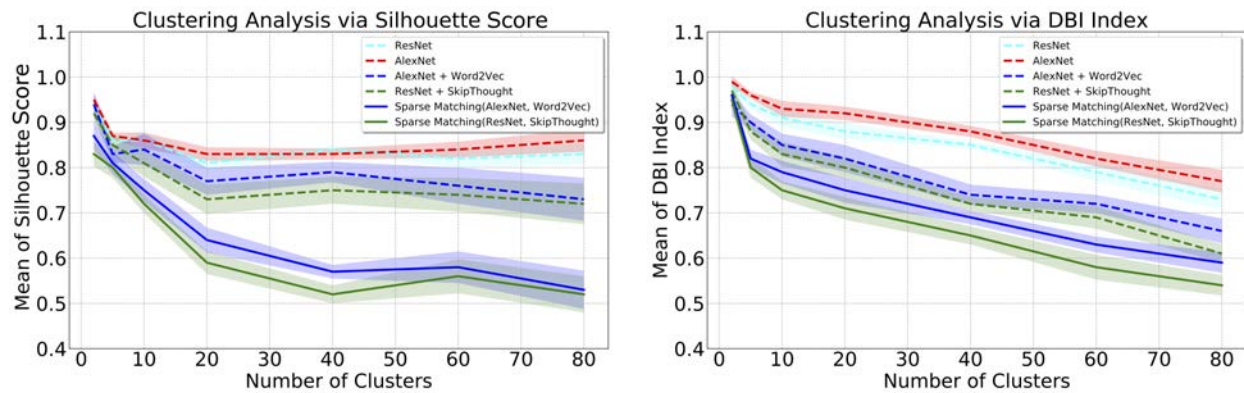 Clustering Analysis via Silhouette Score
Mean of Silhouette Score
1.1
1.0
0.9
0.8
0.7
0.6
0.5
0.4
ResNet
AlexNet
AlexNet + Word2Vec
ResNet + SkipThought
Sparse Matching(AlexNet, Word2Vec)
Sparse Matching(ResNet, SkipThought)
0 10 20 30 40 50 60 70 80
Number of Clusters
Clustering Analysis via DBI Index
Mean of DBI Index
1.1
1.0
0.9
0.8
0.7
0.6
0.5
0.4
ResNet
AlexNet
AlexNet + Word2Vec
ResNet + SkipThought
Sparse Matching(AlexNet, Word2Vec)
Sparse Matching(ResNet, SkipThought)
0 10 20 30 40 50 60 70 80
Number of Clusters